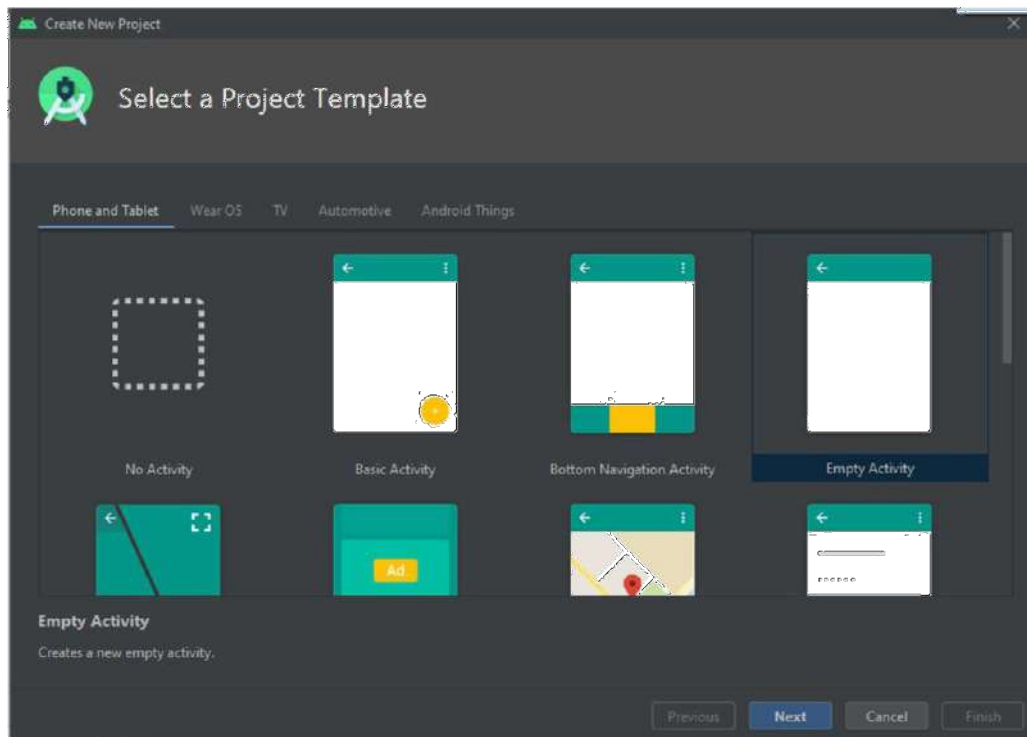 Create New Project
Select a Project Template
Phone and Tablet Wear OS TV Automotive Android Things
No Activity Basic Activity Bottom Navigation Activity Empty Activity
Ad
Empty Activity
Creates a new empty activity.
Previous Next Cancel Finish